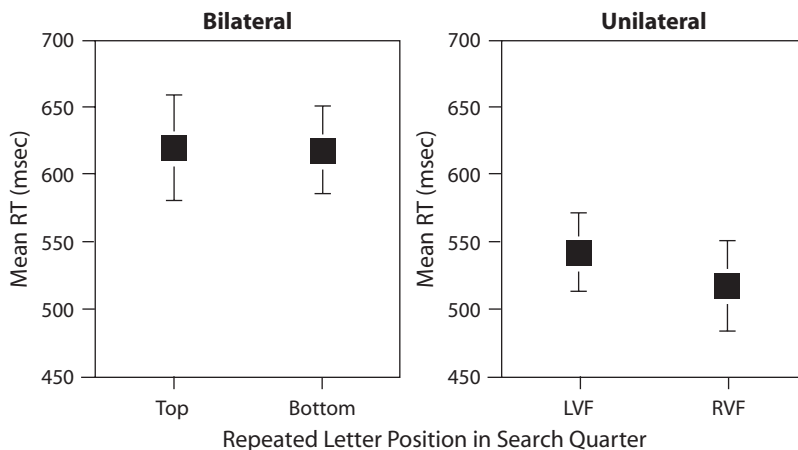 Bilateral
Unilateral
Mean RT (msec)
700
650
600
550
500
450
Top Bottom
Mean RT (msec)
700
650
600
550
500
450
LVF RVF
Repeated Letter Position in Search Quarter